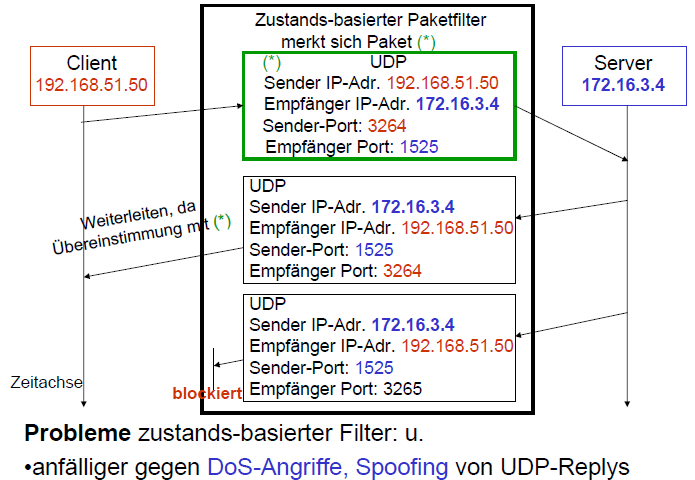 Zustands-basierter Paketfilter
merkt sich Paket (*)
Client
192.168.51.50
Server
172.16.3.4
(*) UDP
Sender IP-Adr. 192.168.51.50
Empfänger IP-Adr. 172.16.3.4
Sender-Port: 3264
Empfänger Port: 1525
Weiterleiten, da
Übereinstimmung mit (*)
UDP
Sender IP-Adr. 172.16.3.4
Empfänger IP-Adr. 192.168.51.50
Sender-Port: 1525
Empfänger Port: 3264
UDP
Sender IP-Adr. 172.16.3.4
Empfänger IP-Adr. 192.168.51.50
Sender-Port: 1525
Empfänger Port: 3265
Zeitachse
blockiert
Probleme zustands-basierter Filter: u.
•anfälliger gegen DoS-Angriffe, Spoofing von UDP-Replys